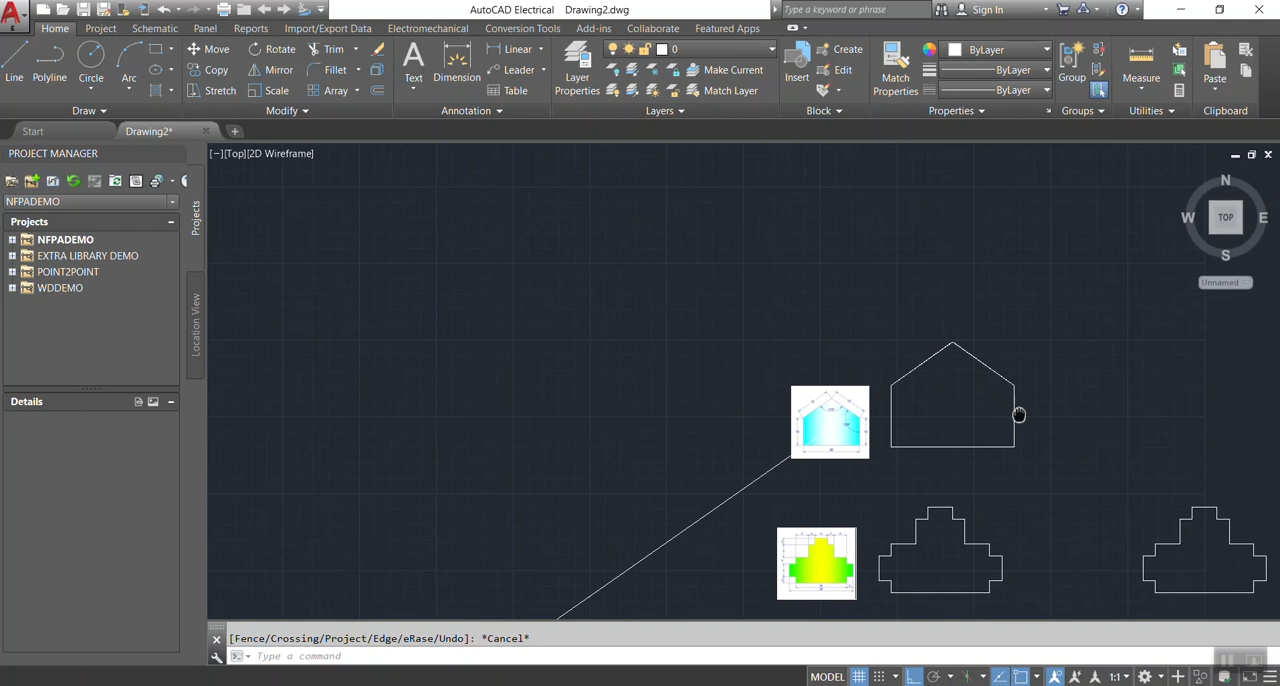 AutoCAD Electrical Drawing2.dwg
Type a keyword or phrase
Sign In
Home Project Schematic Panel Reports Import/Export Data Electromechanical Conversion Tools Add-ins Collaborate Featured Apps
Line Polyline Circle Arc
Move Rotate Trim
Copy Mirror Fillet
Stretch Scale Array
Text Dimension
Linear
Leader
Table
Layer Properties
0
Make Current
Match Layer
Insert
Create
Edit
Match Properties
ByLayer
ByLayer
ByLayer
Group
Measure
Paste
Draw Modify Annotation Layers Block Properties Groups Utilities Clipboard
Start Drawing2*
PROJECT MANAGER
[−][Top][2D Wireframe]
NFPADEMO
Projects
NFPADEMO
EXTRA LIBRARY DEMO
POINT2POINT
WDDEMO
Projects
Location View
Details
N
W TOP E
S
Unnamed
[Fence/Crossing/Project/Edge/eRase/Undo]: *Cancel*
Type a command
MODEL 1:1